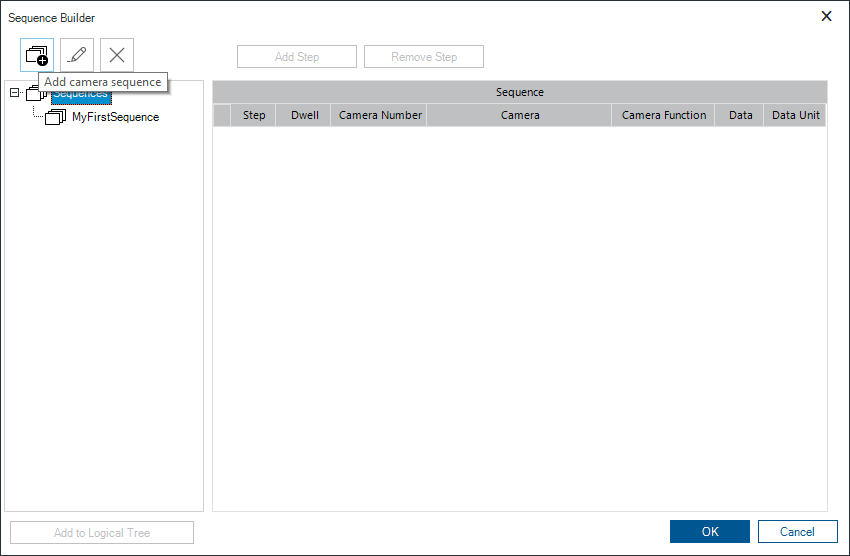 Sequence Builder
Add Step Remove Step
Add camera sequence
Sequences
MyFirstSequence
Sequence
Step Dwell Camera Number Camera Camera Function Data Data Unit
Add to Logical Tree
OK Cancel